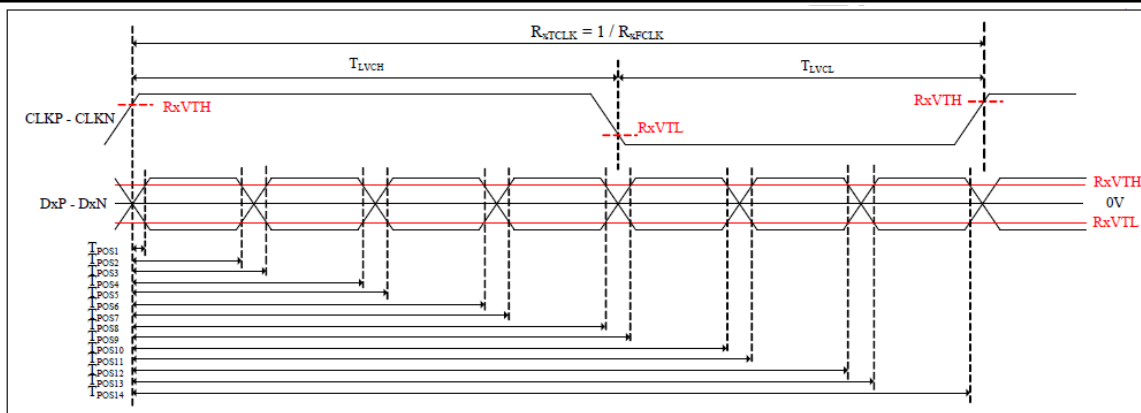 RxTCLK = 1 / RxFCLK
TLVCH TLVCL
RxVTH RxVTH
CLKP - CLKN
RxVTL
RxVTH
DxP - DxN 0V
RxVTL
TPOS1
TPOS2
TPOS3
TPOS4
TPOS5
TPOS6
TPOS7
TPOS8
TPOS9
TPOS10
TPOS11
TPOS12
TPOS13
TPOS14